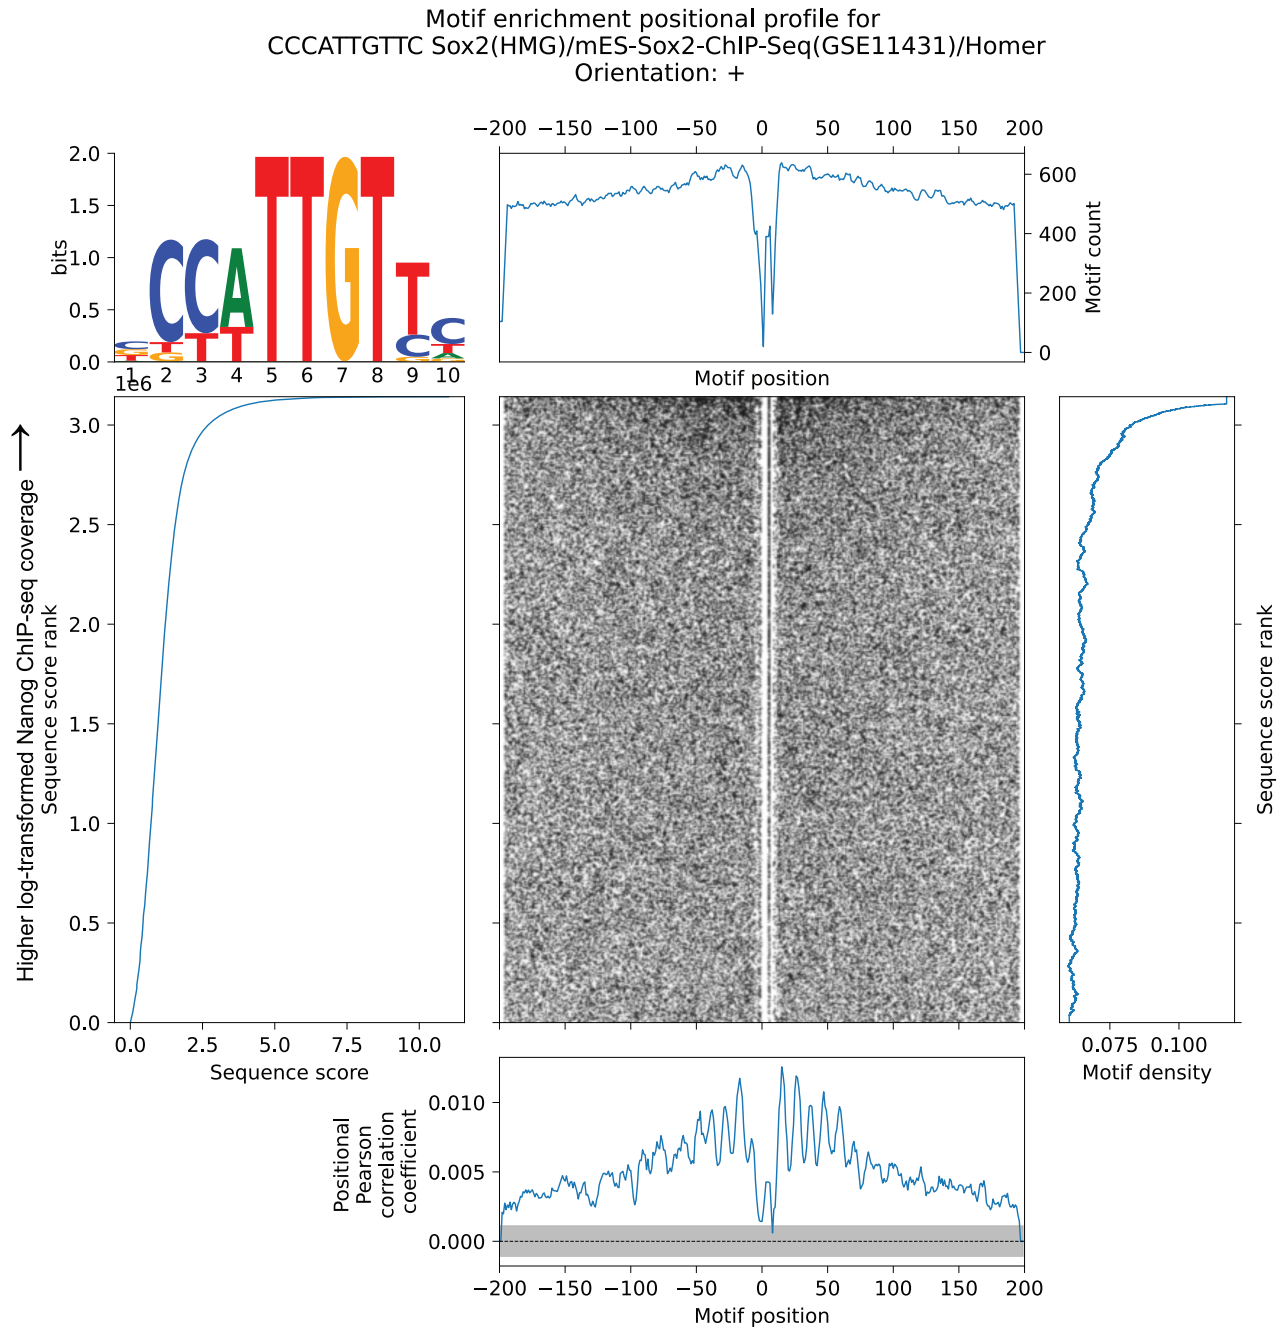 Motif enrichment positional profile for
CCCATTGTTC Sox2(HMG)/mES-Sox2-ChIP-Seq(GSE11431)/Homer
Orientation: +
−200 −150 −100 −50 0 50 100 150 200
2.0
1.5
1.0
0.5
0.0
bits
C G T
C T G
C T
A T
T
T
G
T
T C G
C T A G
1 2 3 4 5 6 7 8 9 10
600
400
200
0
Motif count
Motif position
1e6
3.0
2.5
2.0
1.5
1.0
0.5
0.0
Higher log-transformed Nanog ChIP-seq coverage
Sequence score rank
0.0 2.5 5.0 7.5 10.0
Sequence score
Sequence score rank
0.075 0.100
Motif density
Positional
Pearson
correlation
coefficient
0.010
0.005
0.000
−200 −150 −100 −50 0 50 100 150 200
Motif position